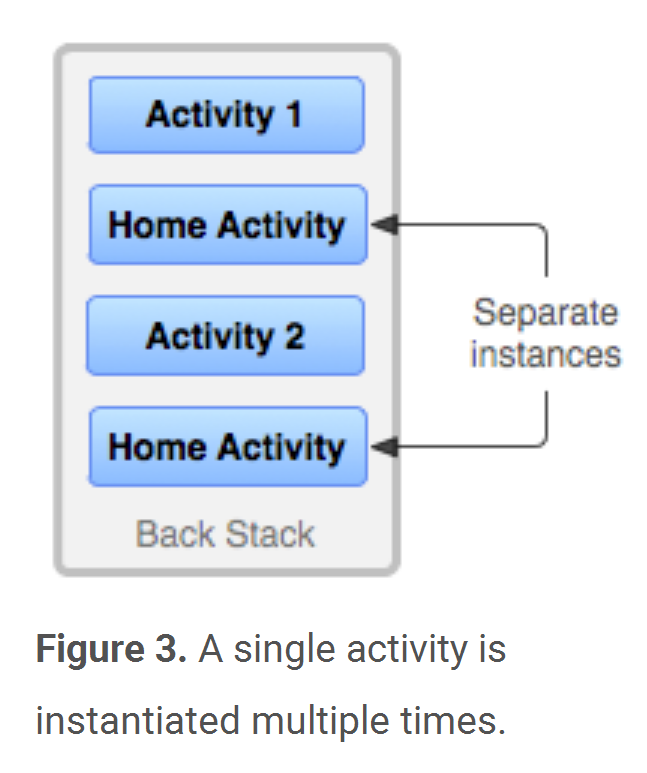 Activity 1
Home Activity
Activity 2
Home Activity
Back Stack
Separate
instances
Figure 3. A single activity is
instantiated multiple times.